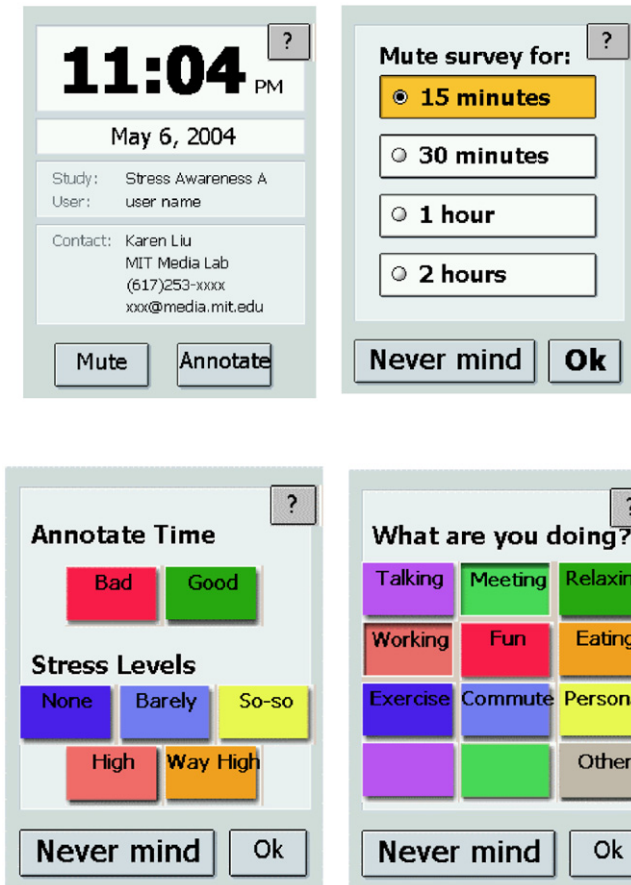 ?
11:04 PM
May 6, 2004
Study: Stress Awareness A
User: user name
Contact: Karen Liu
MIT Media Lab
(617)253-xxxx
xxx@media.mit.edu
Mute Annotate
?
Mute survey for:
15 minutes
30 minutes
1 hour
2 hours
Never mind Ok
?
Annotate Time
Bad Good
Stress Levels
None Barely So-so
High Way High
Never mind Ok
?
What are you doing?
Talking Meeting Relaxin
Working Fun Eating
Exercise Commute Person
Other
Never mind Ok